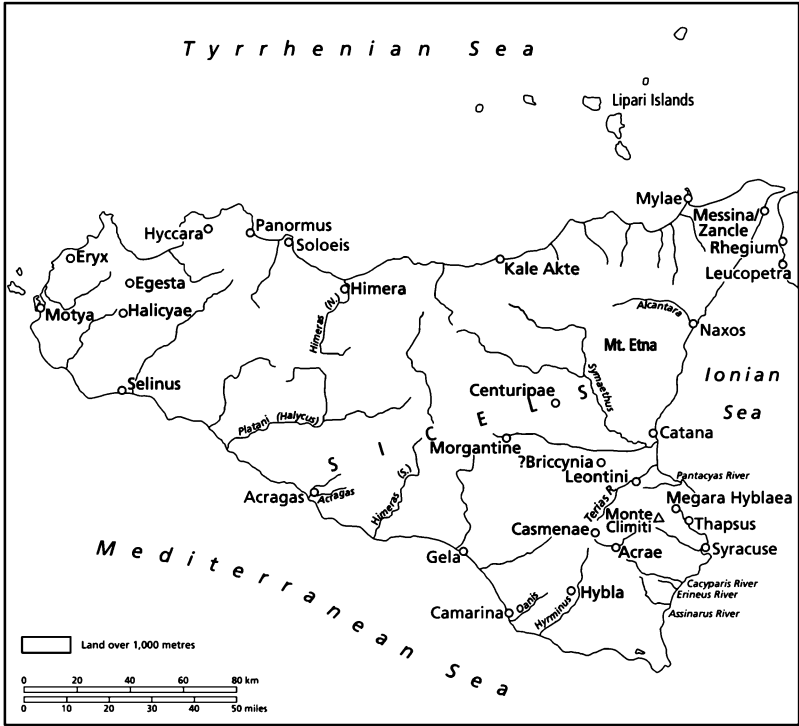 Tyrrhenian Sea
Lipari Islands
Mylae
Messina/
Zancle
Rhegium
Leucopetra
Hyccara
Panormus
Soloeis
Eryx
Egesta
Kale Akte
Motya
Halicyae
Himera
Himeras (N.)
Alcantara
Naxos
Mt. Etna
Ionian
Sea
Selinus
Centuripae
Symaethus
SICELS
Platani (Halycus)
Morgantine
Catana
?Briccynia
Leontini
Pantacyas River
Acragas
Acragas
Himeras (S.)
Terias R.
Megara Hyblaea
Monte
Climiti
Thapsus
Casmenae
Syracuse
Gela
Acrae
Mediterranean Sea
Cacyparis River
Erineus River
Assinarus River
Hybla
Camarina
Oanis
Hyrminus
Land over 1,000 metres
0 20 40 60 80 km
0 10 20 30 40 50 miles